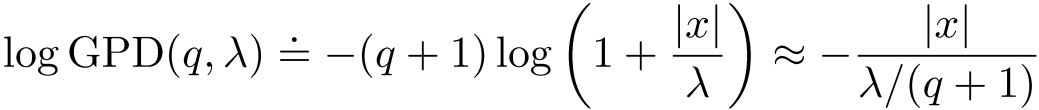 log GPD(q, λ) ≐ −(q + 1) log (1 + |x|/λ) ≈ − |x|/(λ/(q + 1))